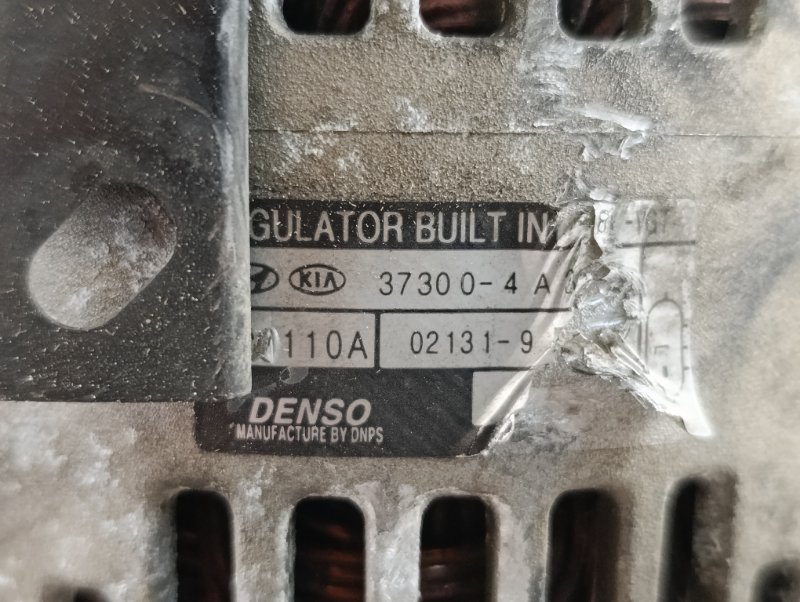 GULATOR BUILT IN
KIA 37300-4A
110A 02131-9
DENSO
MANUFACTURE BY DNPS